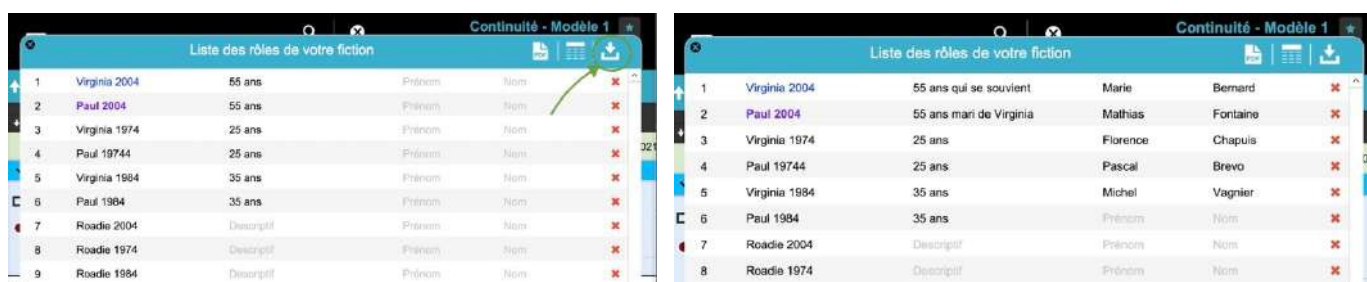 Continuité - Modèle 1
Liste des rôles de votre fiction
PDF
1 Virginia 2004 55 ans Prénom Nom
2 Paul 2004 55 ans Prénom Nom
3 Virginia 1974 25 ans Prénom Nom
4 Paul 19744 25 ans Prénom Nom
021
5 Virginia 1984 35 ans Prénom Nom
6 Paul 1984 35 ans Prénom Nom
7 Roadie 2004 Descriptif Prénom Nom
8 Roadie 1974 Descriptif Prénom Nom
9 Roadie 1984 Descriptif Prénom Nom
Continuité - Modèle 1
Liste des rôles de votre fiction
PDF
1 Virginia 2004 55 ans qui se souvient Marie Bernard
2 Paul 2004 55 ans mari de Virginia Mathias Fontaine
3 Virginia 1974 25 ans Florence Chapuis
4 Paul 19744 25 ans Pascal Brevo
5 Virginia 1984 35 ans Michel Vagnier
6 Paul 1984 35 ans Prénom Nom
7 Roadie 2004 Descriptif Prénom Nom
8 Roadie 1974 Descriptif Prénom Nom